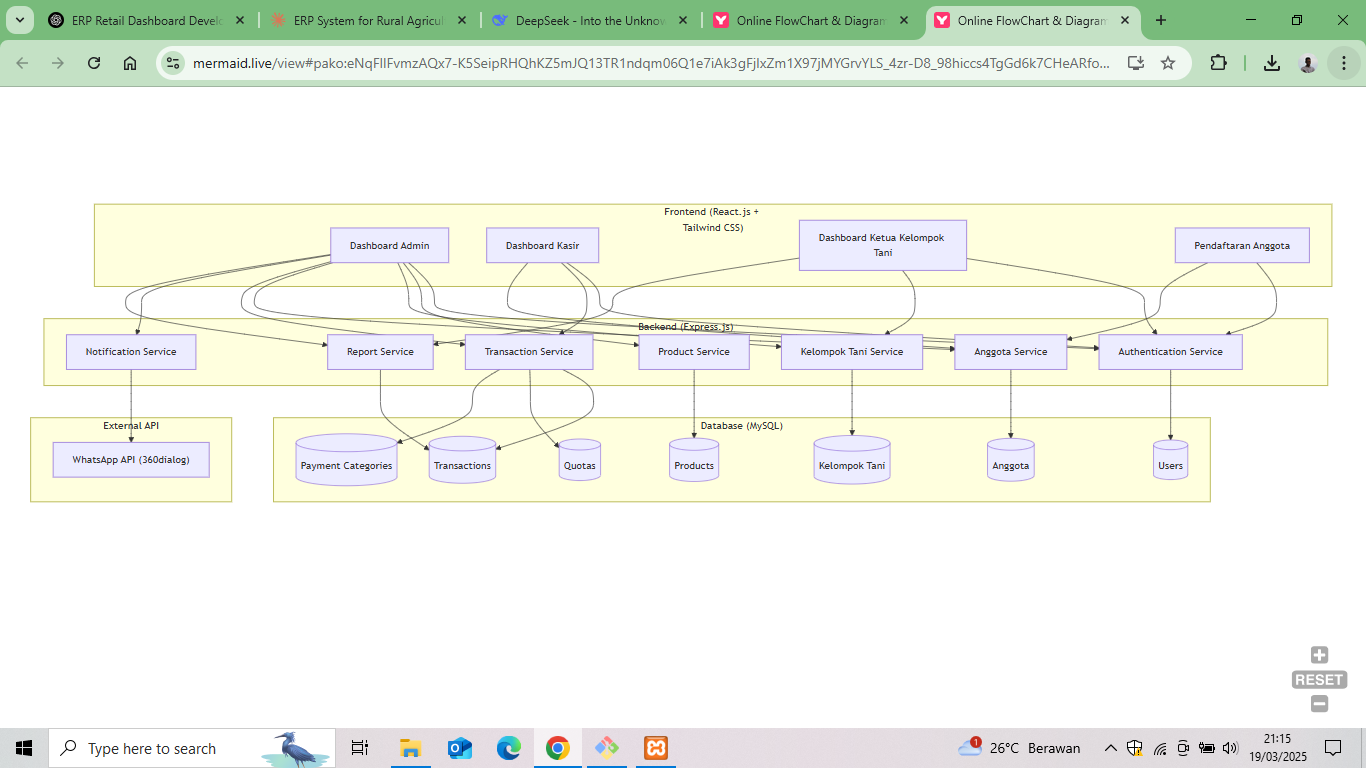 ERP Retail Dashboard Develo
ERP System for Rural Agricul
DeepSeek - Into the Unknow
Online FlowChart & Diagram
Online FlowChart & Diagram
mermaid.live/view#pako:eNqFllFvmzAQx7-K5SeipRHQhKZ5mJQ13TR1ndqm06Q1e7iAk3gFjIxZm1X97jMYGrvYLS_4zr-D8_98hiccs4TgGd6k7CHeARfo...
Frontend (React.js +
Tailwind CSS)
Dashboard Admin
Dashboard Kasir
Dashboard Ketua Kelompok
Tani
Pendaftaran Anggota
Backend (Express.js)
Notification Service
Report Service
Transaction Service
Product Service
Kelompok Tani Service
Anggota Service
Authentication Service
External API
WhatsApp API (360dialog)
Database (MySQL)
Payment Categories
Transactions
Quotas
Products
Kelompok Tani
Anggota
Users
RESET
Type here to search
1
26°C Berawan
21:15
19/03/2025